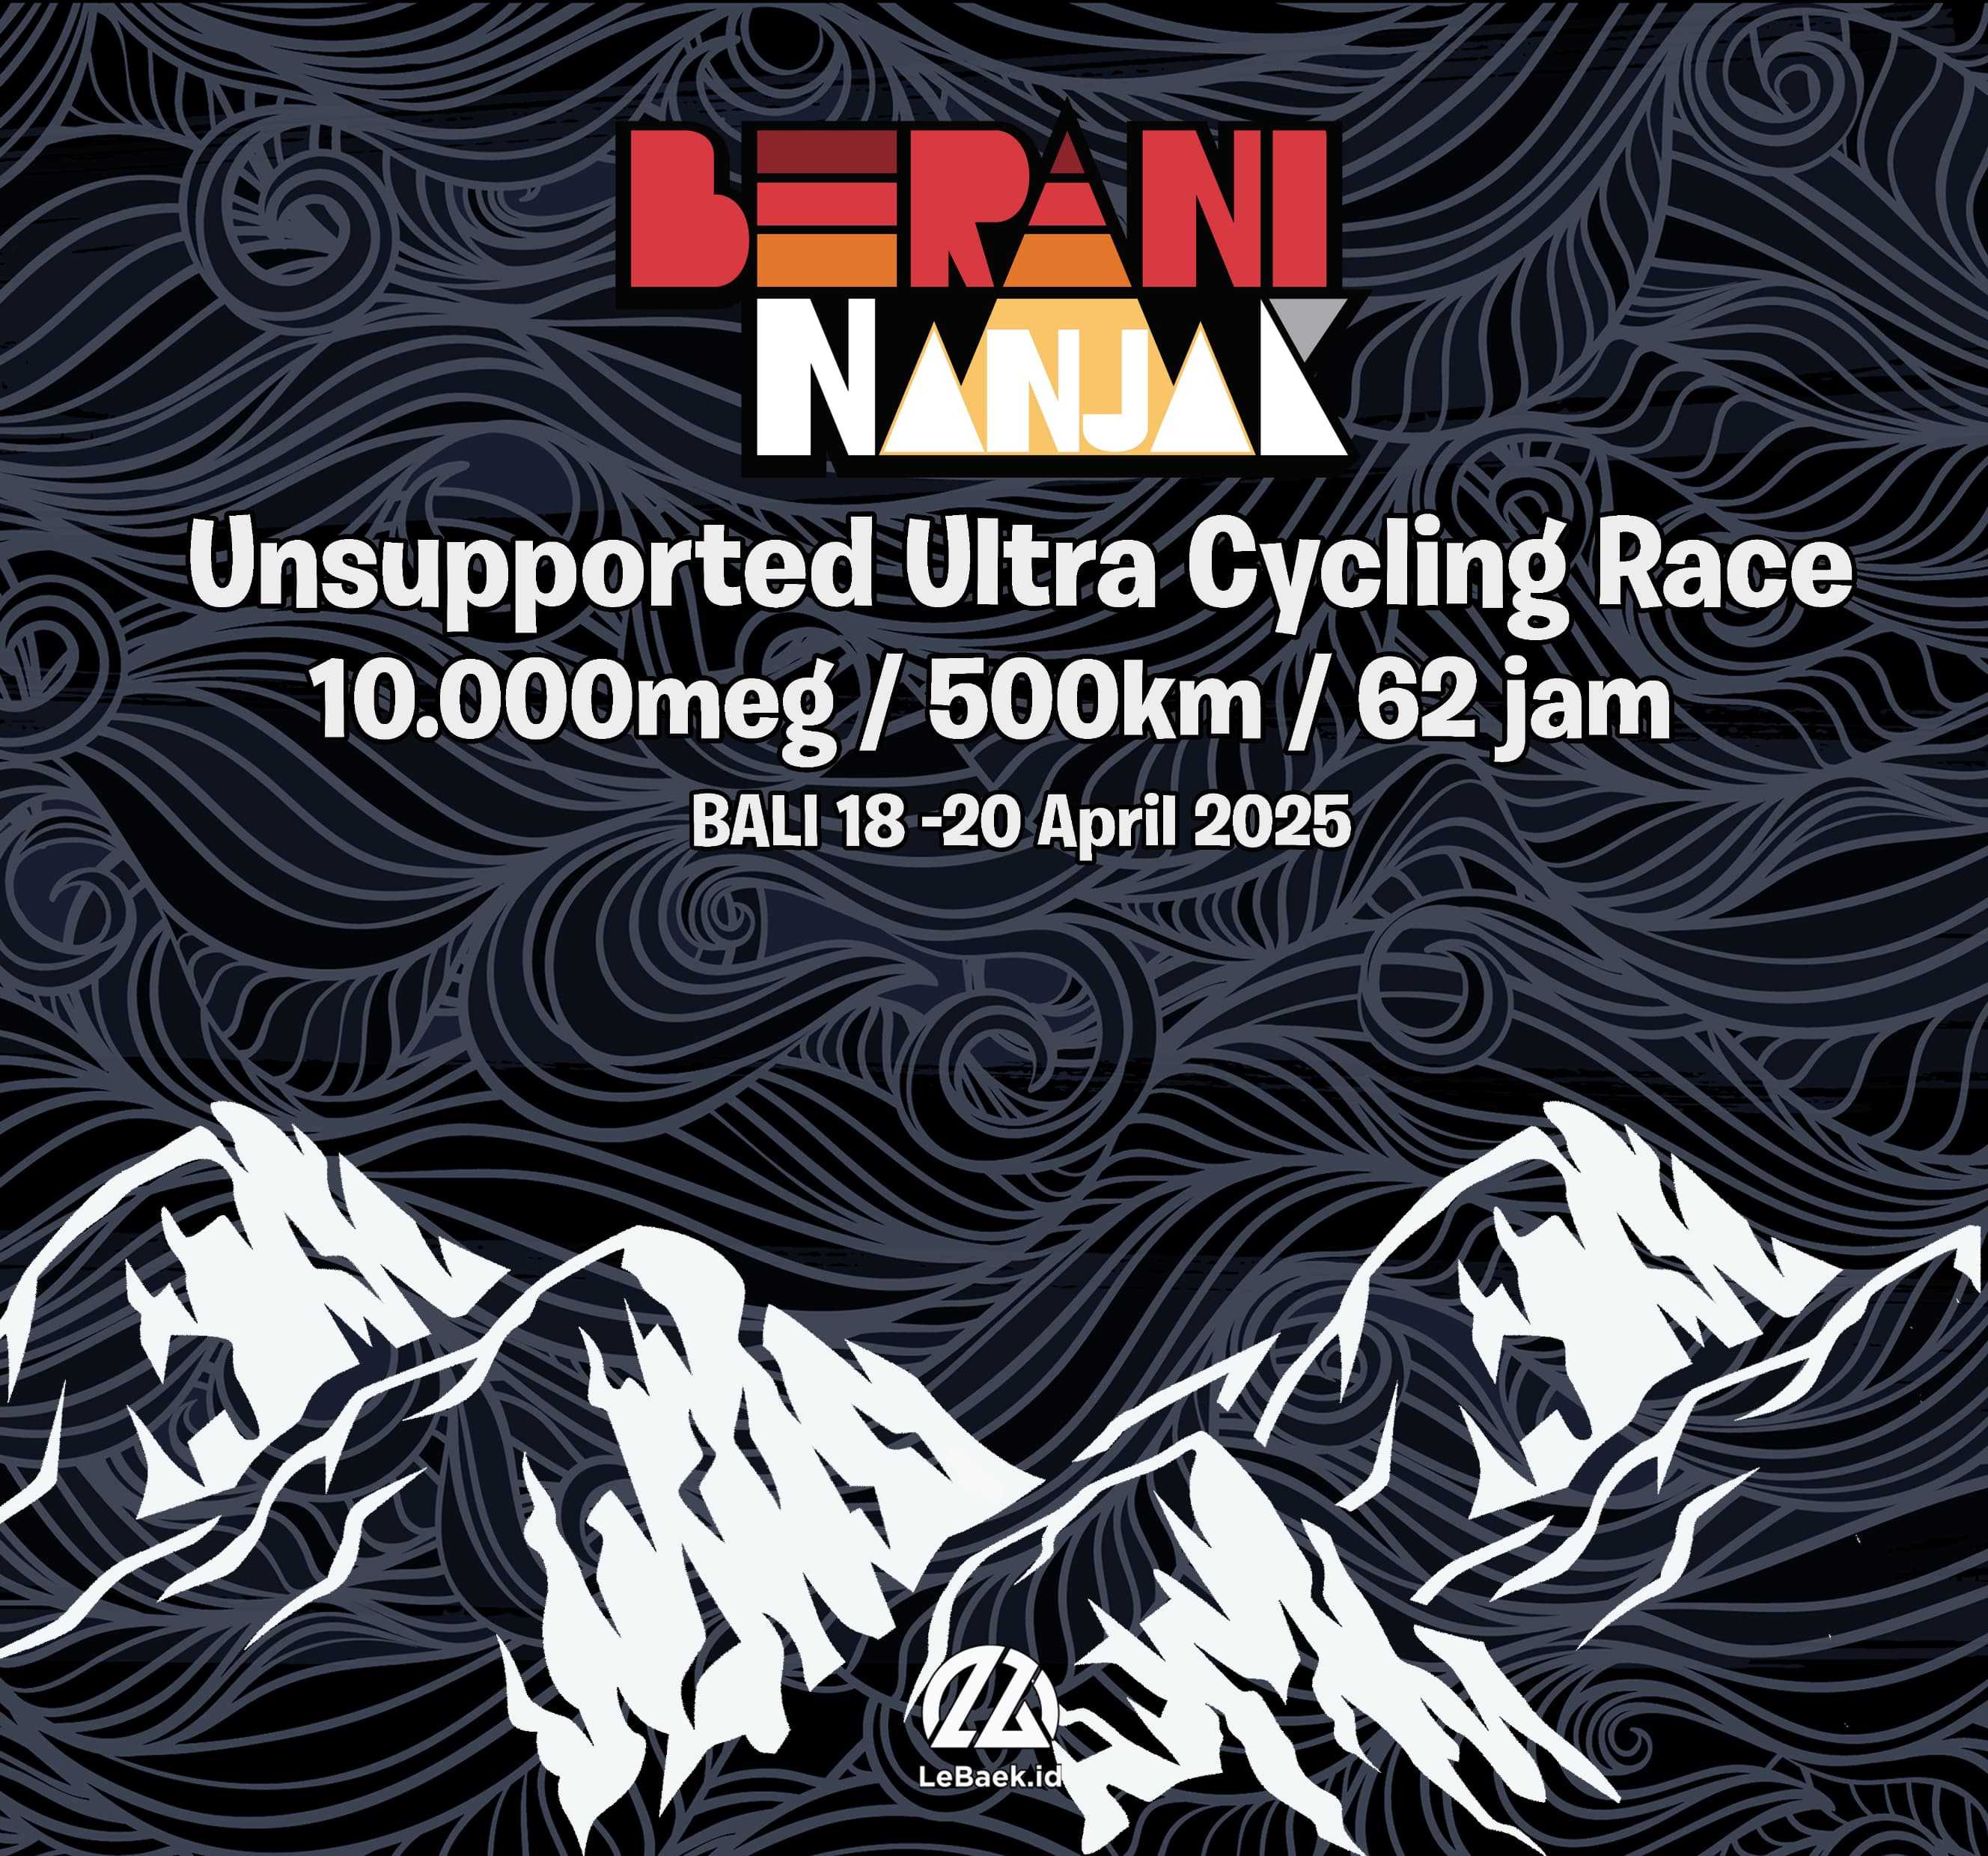 BERANI
NANJAK
Unsupported Ultra Cycling Race
10.000meg / 500km / 62 jam
BALI 18 -20 April 2025
LeBaek.id